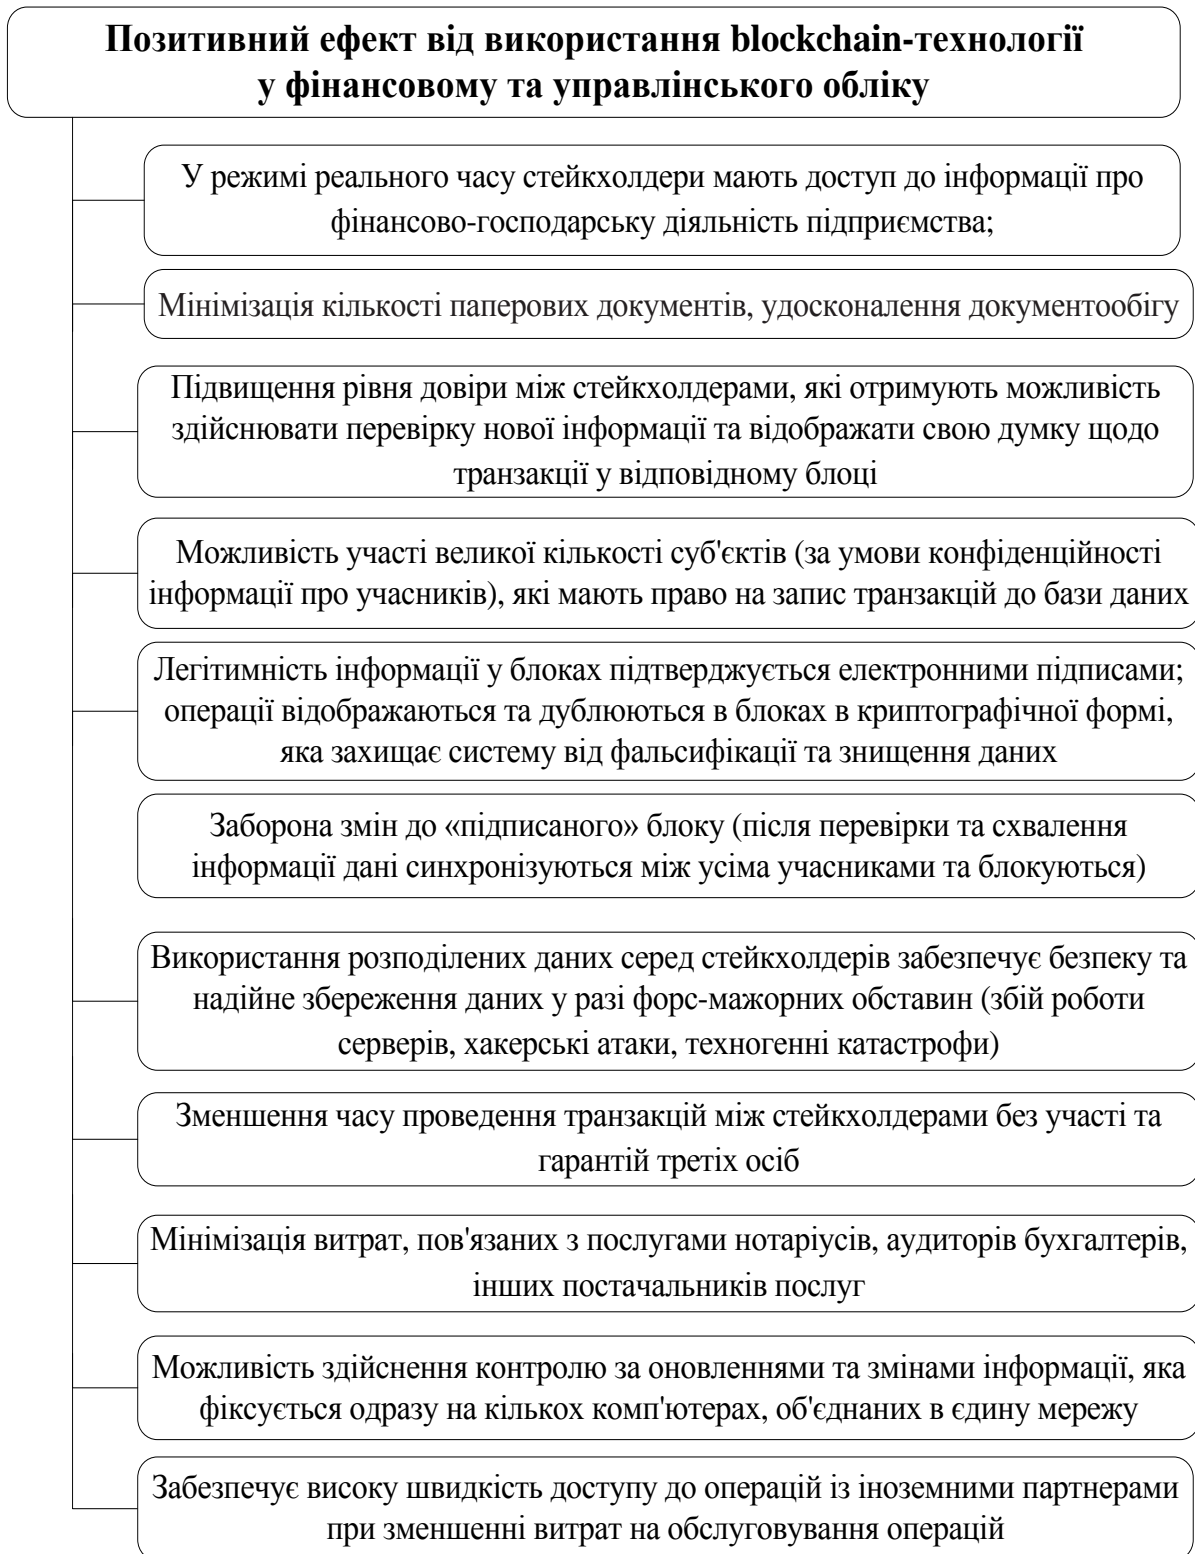 Позитивний ефект від використання blockchain-технології
у фінансовому та управлінського обліку
У режимі реального часу стейкхолдери мають доступ до інформації про
фінансово-господарську діяльність підприємства;
Мінімізація кількості паперових документів, удосконалення документообігу
Підвищення рівня довіри між стейкхолдерами, які отримують можливість
здійснювати перевірку нової інформації та відображати свою думку щодо
транзакції у відповідному блоці
Можливість участі великої кількості суб'єктів (за умови конфіденційності
інформації про учасників), які мають право на запис транзакцій до бази даних
Легітимність інформації у блоках підтверджується електронними підписами;
операції відображаються та дублюються в блоках в криптографічної формі,
яка захищає систему від фальсифікації та знищення даних
Заборона змін до «підписаного» блоку (після перевірки та схвалення
інформації дані синхронізуються між усіма учасниками та блокуються)
Використання розподілених даних серед стейкхолдерів забезпечує безпеку та
надійне збереження даних у разі форс-мажорних обставин (збій роботи
серверів, хакерські атаки, техногенні катастрофи)
Зменшення часу проведення транзакцій між стейкхолдерами без участі та
гарантій третіх осіб
Мінімізація витрат, пов'язаних з послугами нотаріусів, аудиторів бухгалтерів,
інших постачальників послуг
Можливість здійснення контролю за оновленнями та змінами інформації, яка
фіксується одразу на кількох комп'ютерах, об'єднаних в єдину мережу
Забезпечує високу швидкість доступу до операцій із іноземними партнерами
при зменшенні витрат на обслуговування операцій